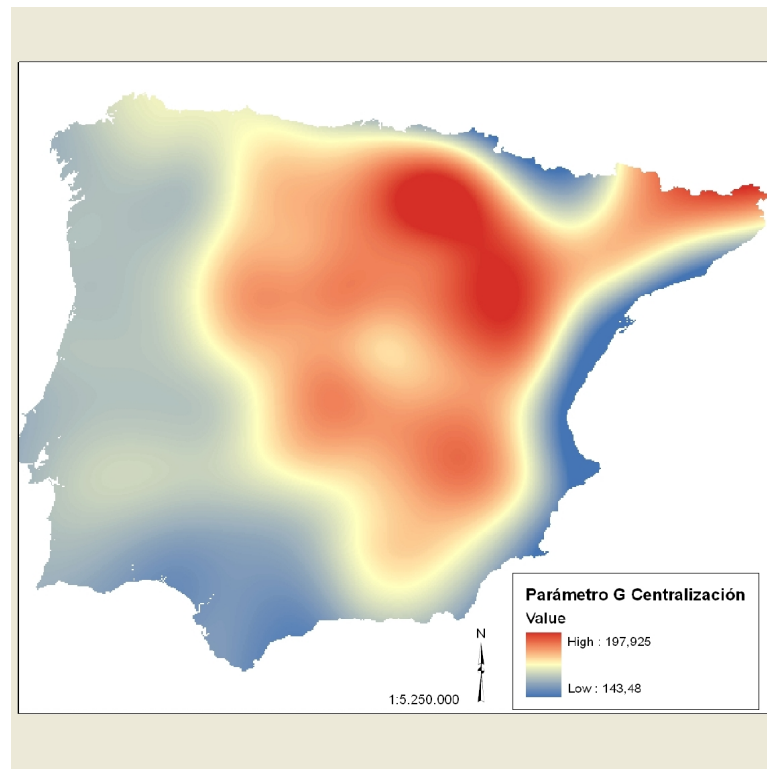 Parámetro G Centralización
Value
High : 197,925
Low : 143,48
N
1:5.250.000